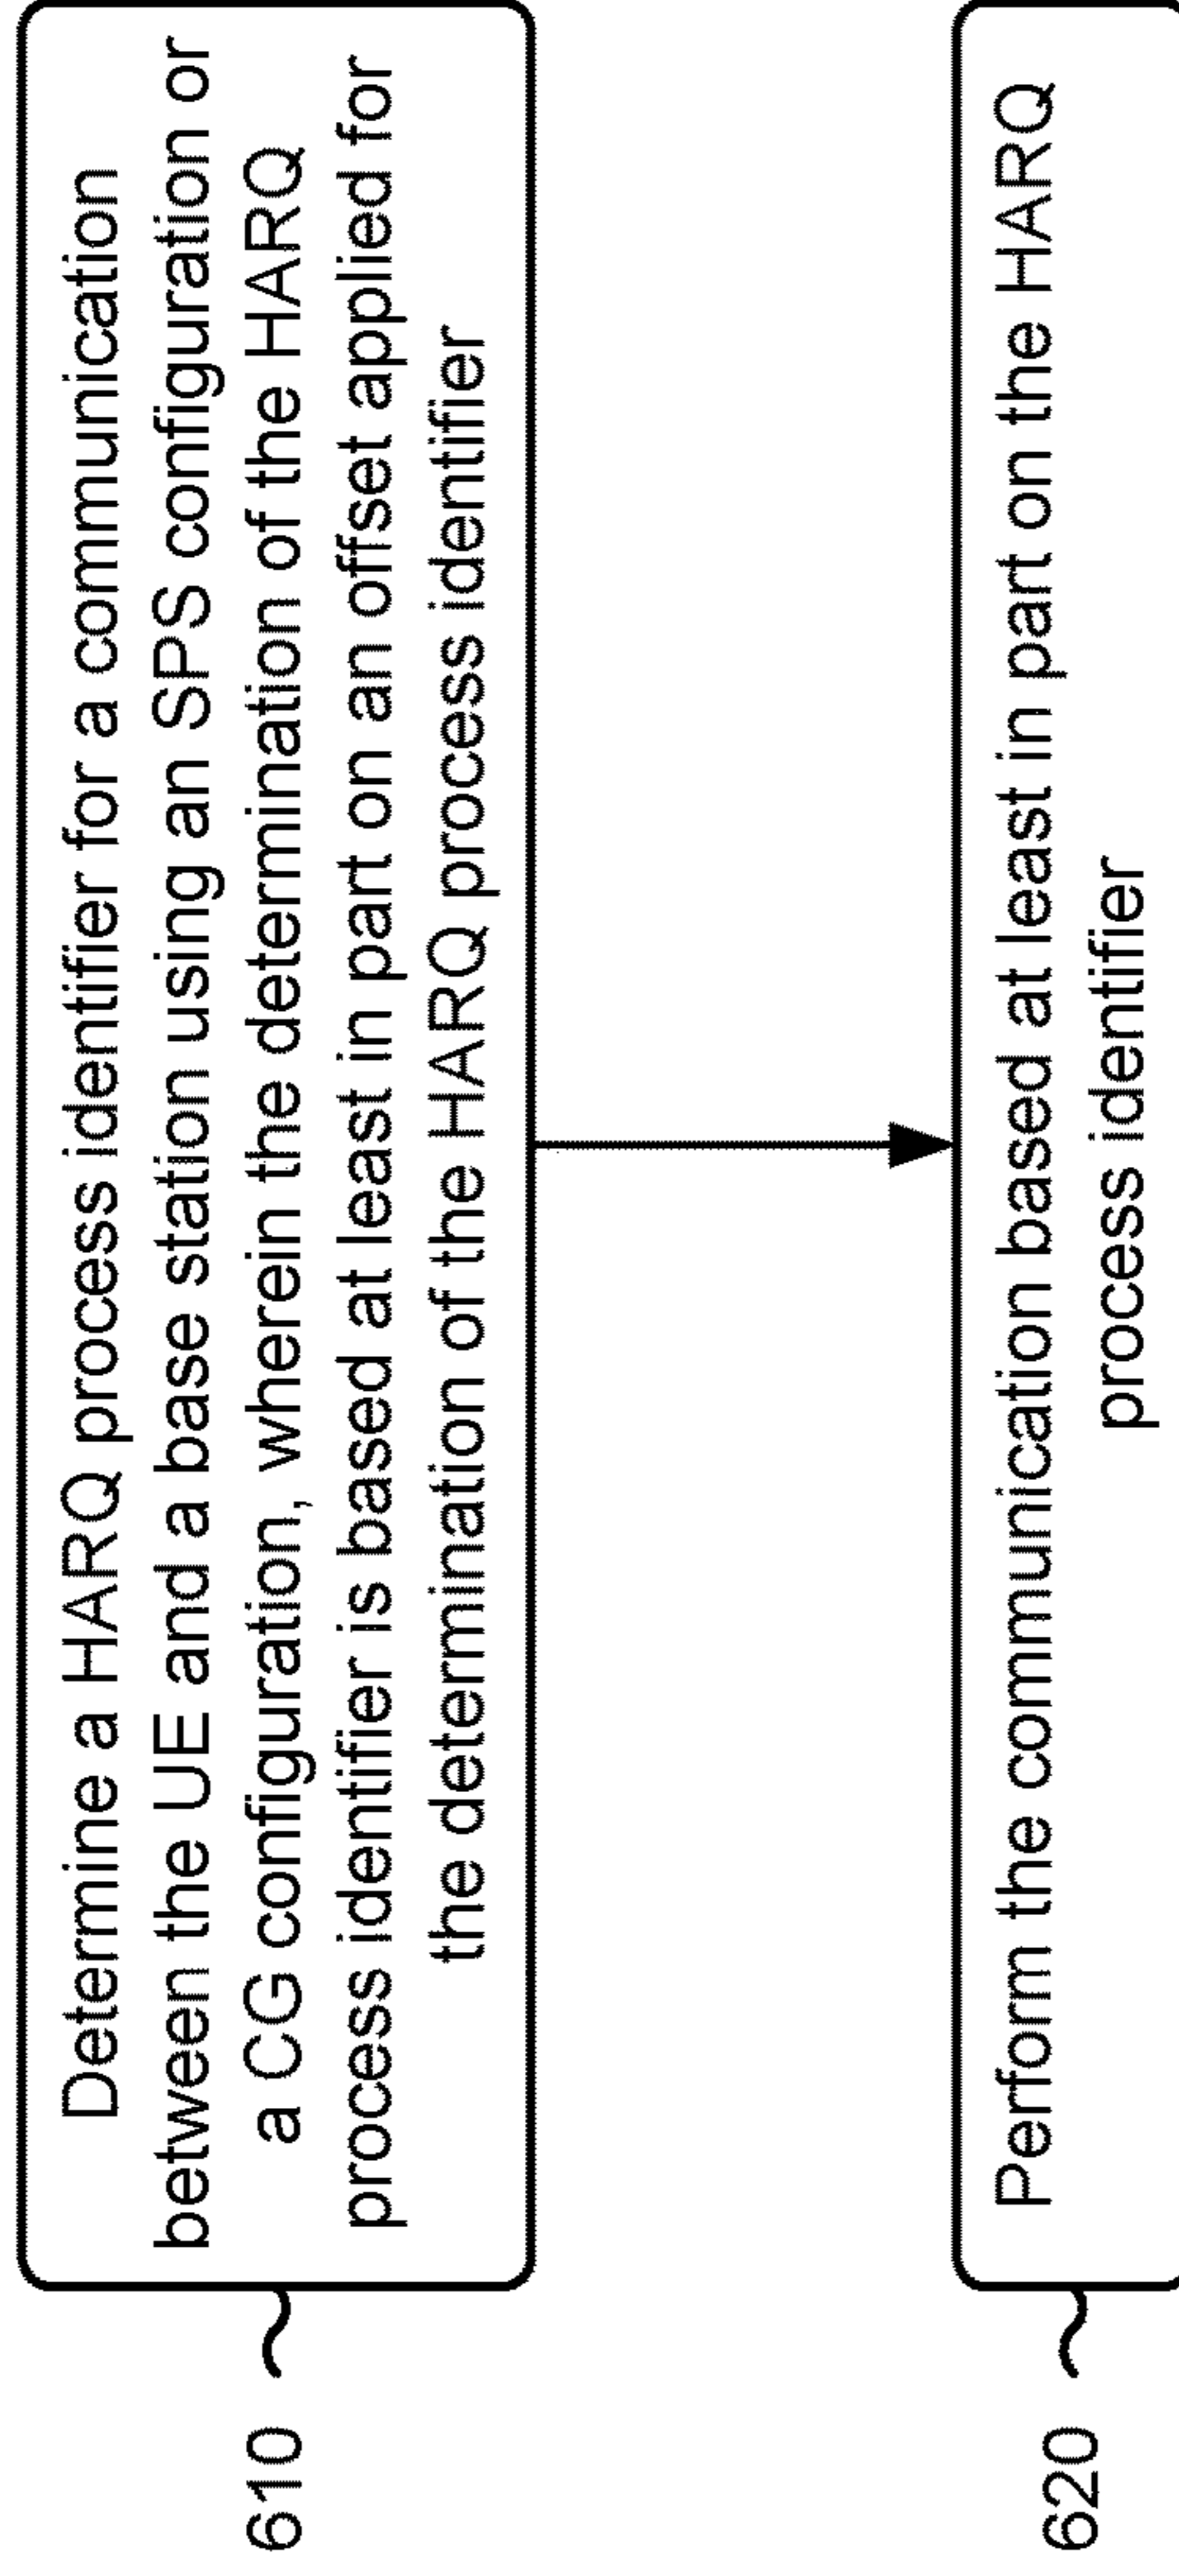 610
Determine a HARQ process identifier for a communication
between the UE and a base station using an SPS configuration or
a CG configuration, wherein the determination of the HARQ
process identifier is based at least in part on an offset applied for
the determination of the HARQ process identifier
620
Perform the communication based at least in part on the HARQ
process identifier